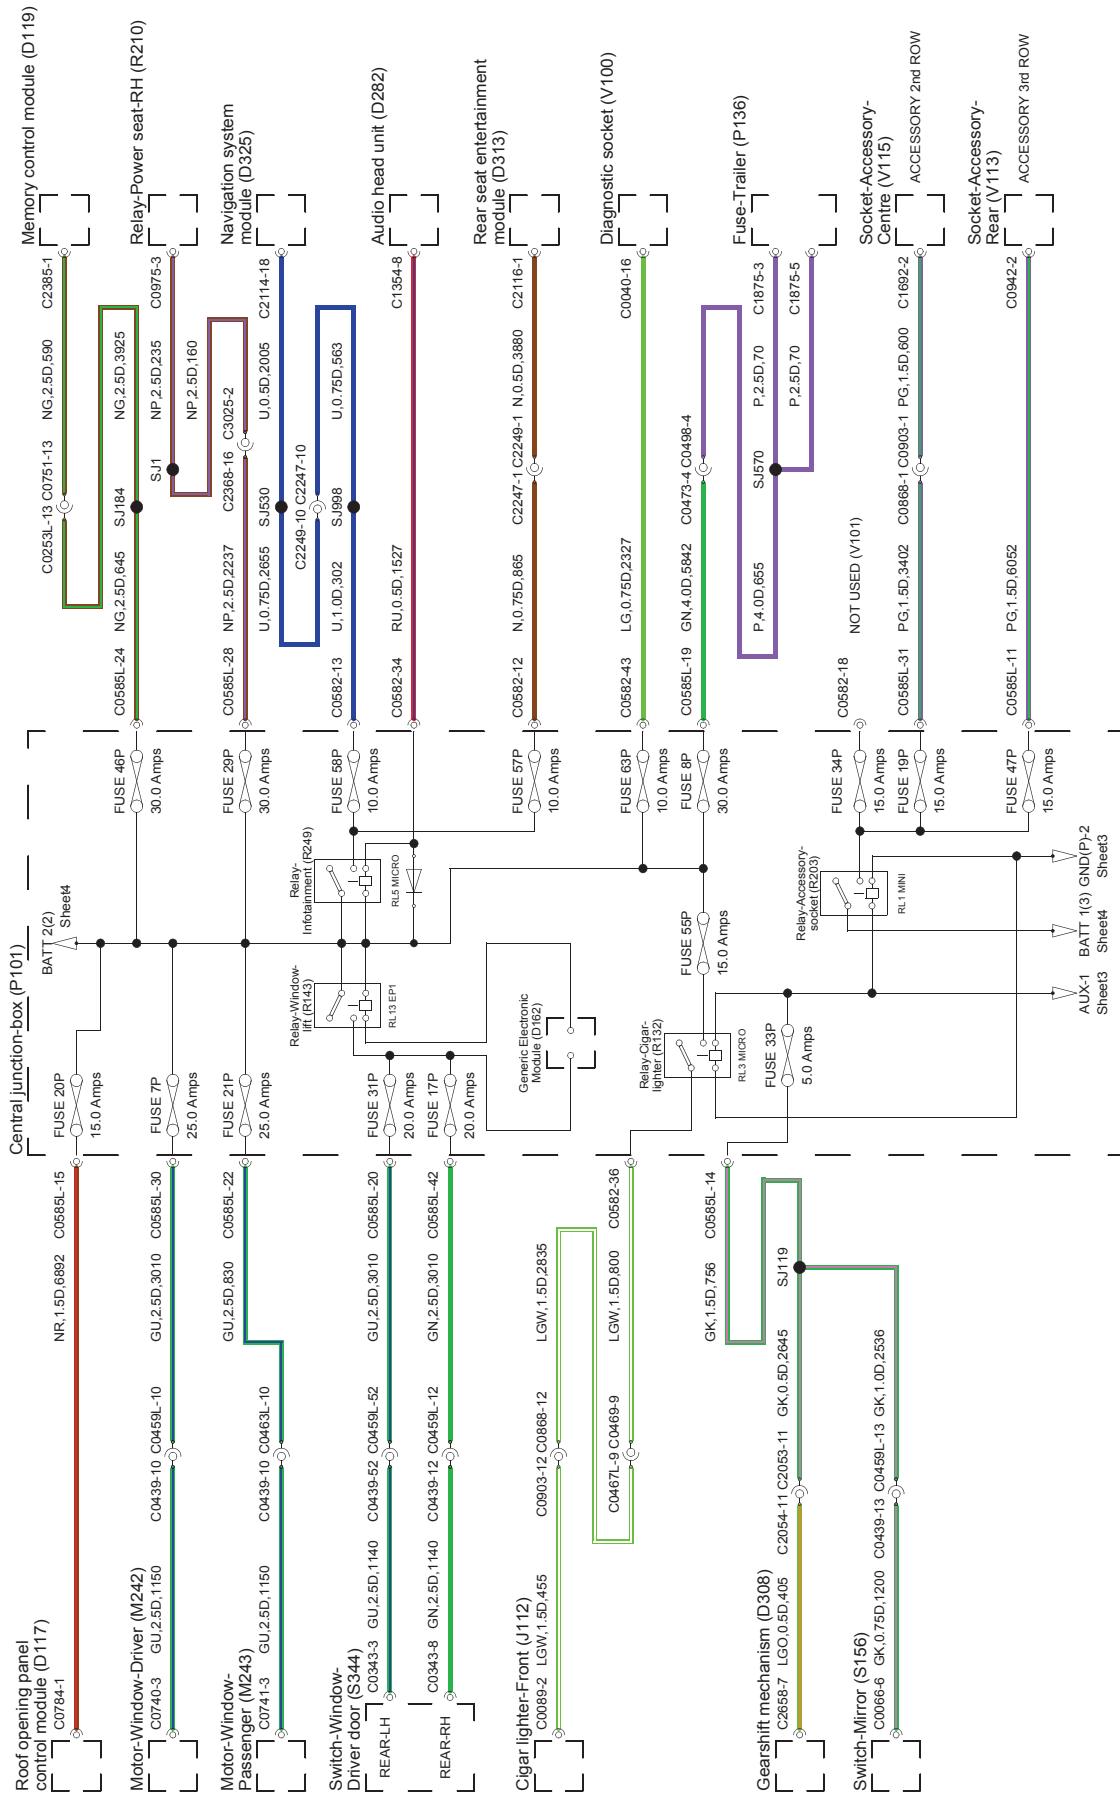 Memory control module (D119)
C2385-1
NG,2.5D,590
C0751-13
C0253L-13
NG,2.5D,3925
SJ184
NG,2.5D,645
C0585L-24
Relay-Power seat-RH (R210)
C0975-3
NP,2.5D,235
SJ1
NP,2.5D,160
C3025-2
C2368-16
NP,2.5D,2237
C0585L-28
Navigation system
module (D325)
C2114-18
U,0.5D,2005
SJ530
U,0.75D,2655
C2249-10
C2247-10
U,0.75D,563
SJ998
U,1.0D,302
C0582-13
Audio head unit (D282)
C1354-8
RU,0.5D,1527
C0582-34
Rear seat entertainment
module (D313)
C2116-1
N,0.5D,3880
C2249-1
C2247-1
N,0.75D,865
C0582-12
Diagnostic socket (V100)
C0040-16
LG,0.75D,2327
C0582-43
Fuse-Trailer (P136)
C1875-3
P,2.5D,70
C1875-5
P,2.5D,70
SJ570
P,4.0D,655
C0498-4
C0473-4
GN,4.0D,5842
C0585L-19
NOT USED (V101)
C0582-18
Socket-Accessory-
Centre (V115)
ACCESSORY 2nd ROW
C1692-2
PG,1.5D,600
C0903-1
C0868-1
PG,1.5D,3402
C0585L-31
Socket-Accessory-
Rear (V113)
ACCESSORY 3rd ROW
C0942-2
PG,1.5D,6052
C0585L-11
Central junction-box (P101)
BATT 2(2)
Sheet4
FUSE 46P
30.0 Amps
FUSE 29P
30.0 Amps
FUSE 58P
10.0 Amps
FUSE 57P
10.0 Amps
FUSE 63P
10.0 Amps
FUSE 8P
30.0 Amps
FUSE 34P
15.0 Amps
FUSE 19P
15.0 Amps
FUSE 47P
15.0 Amps
Relay-
Infotainment (R249)
RL5 MICRO
Relay-Window-
lift (R143)
RL13 EP1
Generic Electronic
Module (D162)
FUSE 55P
15.0 Amps
Relay-Cigar-
lighter (R132)
RL3 MICRO
Relay-Accessory-
socket (R203)
RL1 MINI
GND(P)-2
Sheet3
BATT 1(3)
Sheet4
AUX-1
Sheet3
FUSE 20P
15.0 Amps
FUSE 7P
25.0 Amps
FUSE 21P
25.0 Amps
FUSE 31P
20.0 Amps
FUSE 17P
20.0 Amps
FUSE 33P
5.0 Amps
C0585L-15
NR,1.5D,6892
C0784-1
Roof opening panel
control module (D117)
C0585L-30
GU,2.5D,3010
C0459L-10
C0439-10
GU,2.5D,1150
C0740-3
Motor-Window-Driver (M242)
C0585L-22
GU,2.5D,830
C0463L-10
C0439-10
GU,2.5D,1150
C0741-3
Motor-Window-
Passenger (M243)
C0585L-20
GU,2.5D,3010
C0459L-52
C0439-52
GU,2.5D,1140
C0343-3
C0585L-42
GN,2.5D,3010
C0459L-12
C0439-12
GN,2.5D,1140
C0343-8
Switch-Window-
Driver door (S344)
REAR-LH
REAR-RH
C0582-36
LGW,1.5D,800
C0469-9
C0467L-9
LGW,1.5D,2835
C0868-12
C0903-12
LGW,1.5D,455
C0089-2
Cigar lighter-Front (J112)
C0585L-14
GK,1.5D,756
SJ119
GK,0.5D,2645
C2053-11
C2054-11
LGO,0.5D,405
C2658-7
Gearshift mechanism (D308)
GK,1.0D,2536
C0459L-13
C0439-13
GK,0.75D,1200
C0066-6
Switch-Mirror (S156)